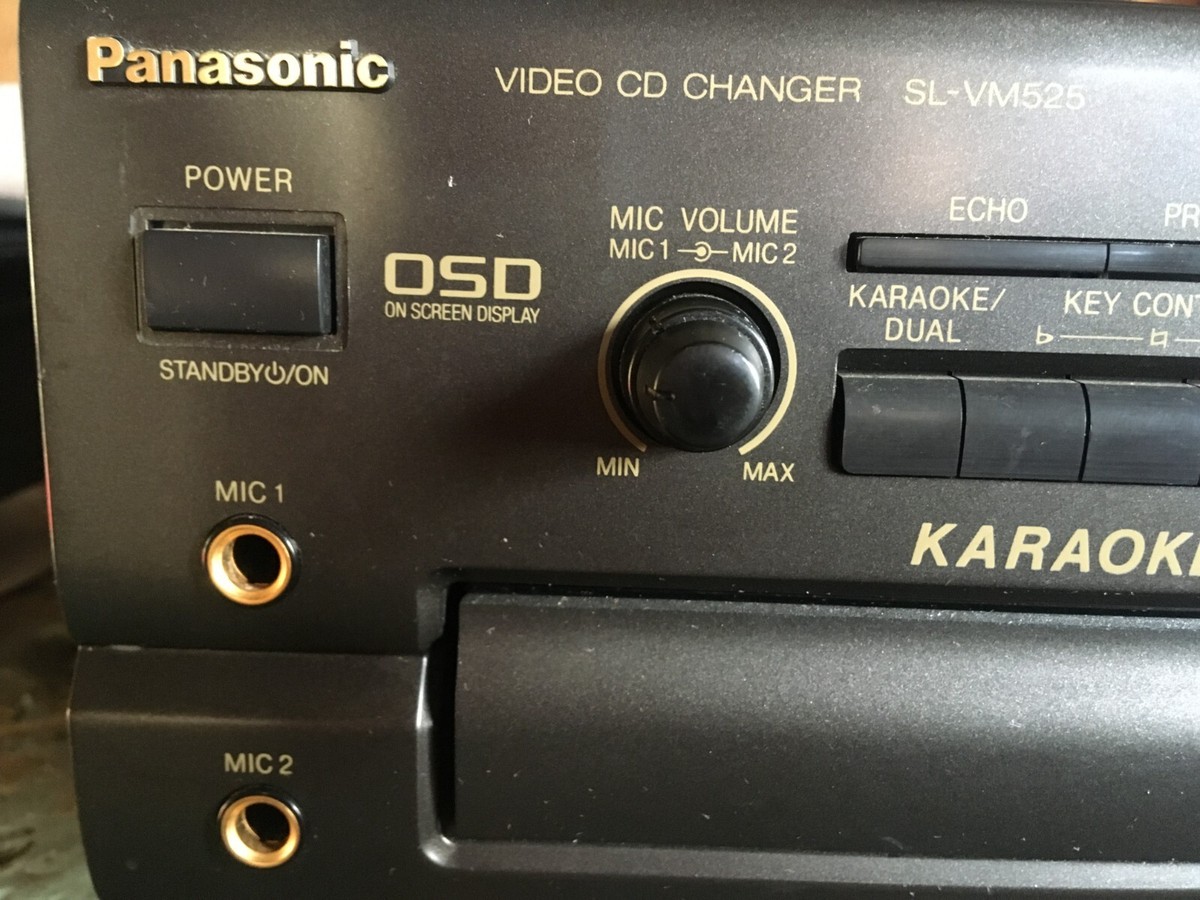 Panasonic
VIDEO CD CHANGER SL-VM525
POWER
STANDBY⏻/ON
OSD
ON SCREEN DISPLAY
MIC VOLUME
MIC 1 MIC 2
MIN MAX
ECHO
KARAOKE/
DUAL
KEY
♭ ♮
MIC 1
MIC 2